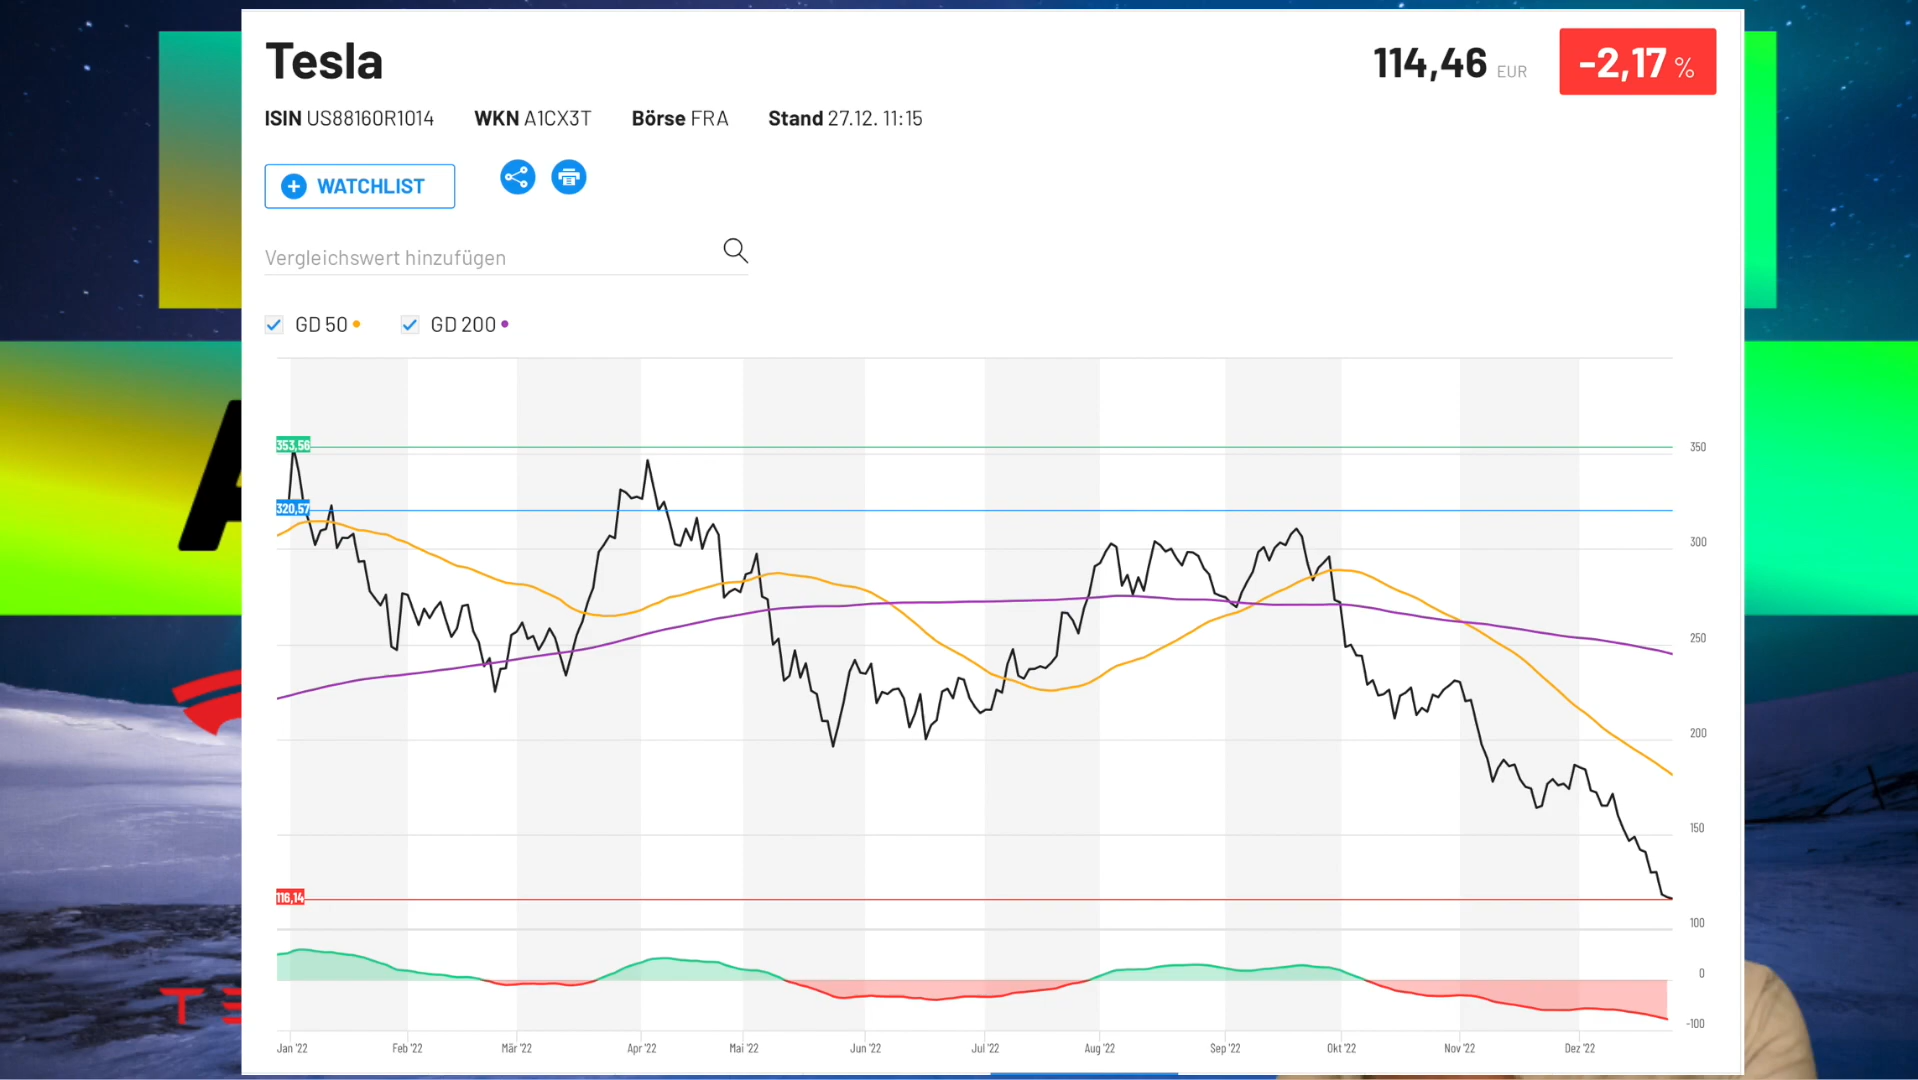 Tesla
114,46 EUR
-2,17 %
ISIN US88160R1014 WKN A1CX3T Börse FRA Stand 27.12. 11:15
WATCHLIST
Vergleichswert hinzufügen
GD 50 GD 200
353,56
350
320,57
300
250
200
150
116,14
100
0
-100
Jan '22 Feb '22 Mär '22 Apr '22 Mai '22 Jun '22 Jul '22 Aug '22 Sep '22 Okt '22 Nov '22 Dez '22
A
TE